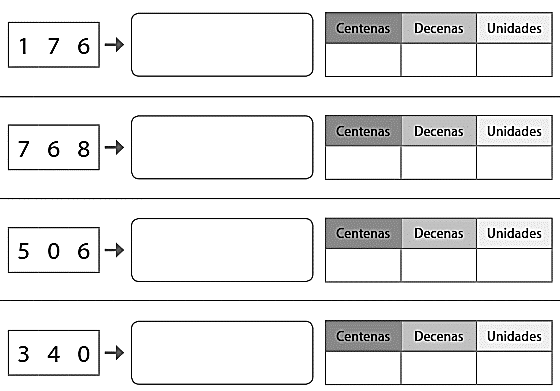 Centenas Decenas Unidades
1 7 6
Centenas Decenas Unidades
7 6 8
Centenas Decenas Unidades
5 0 6
Centenas Decenas Unidades
3 4 0